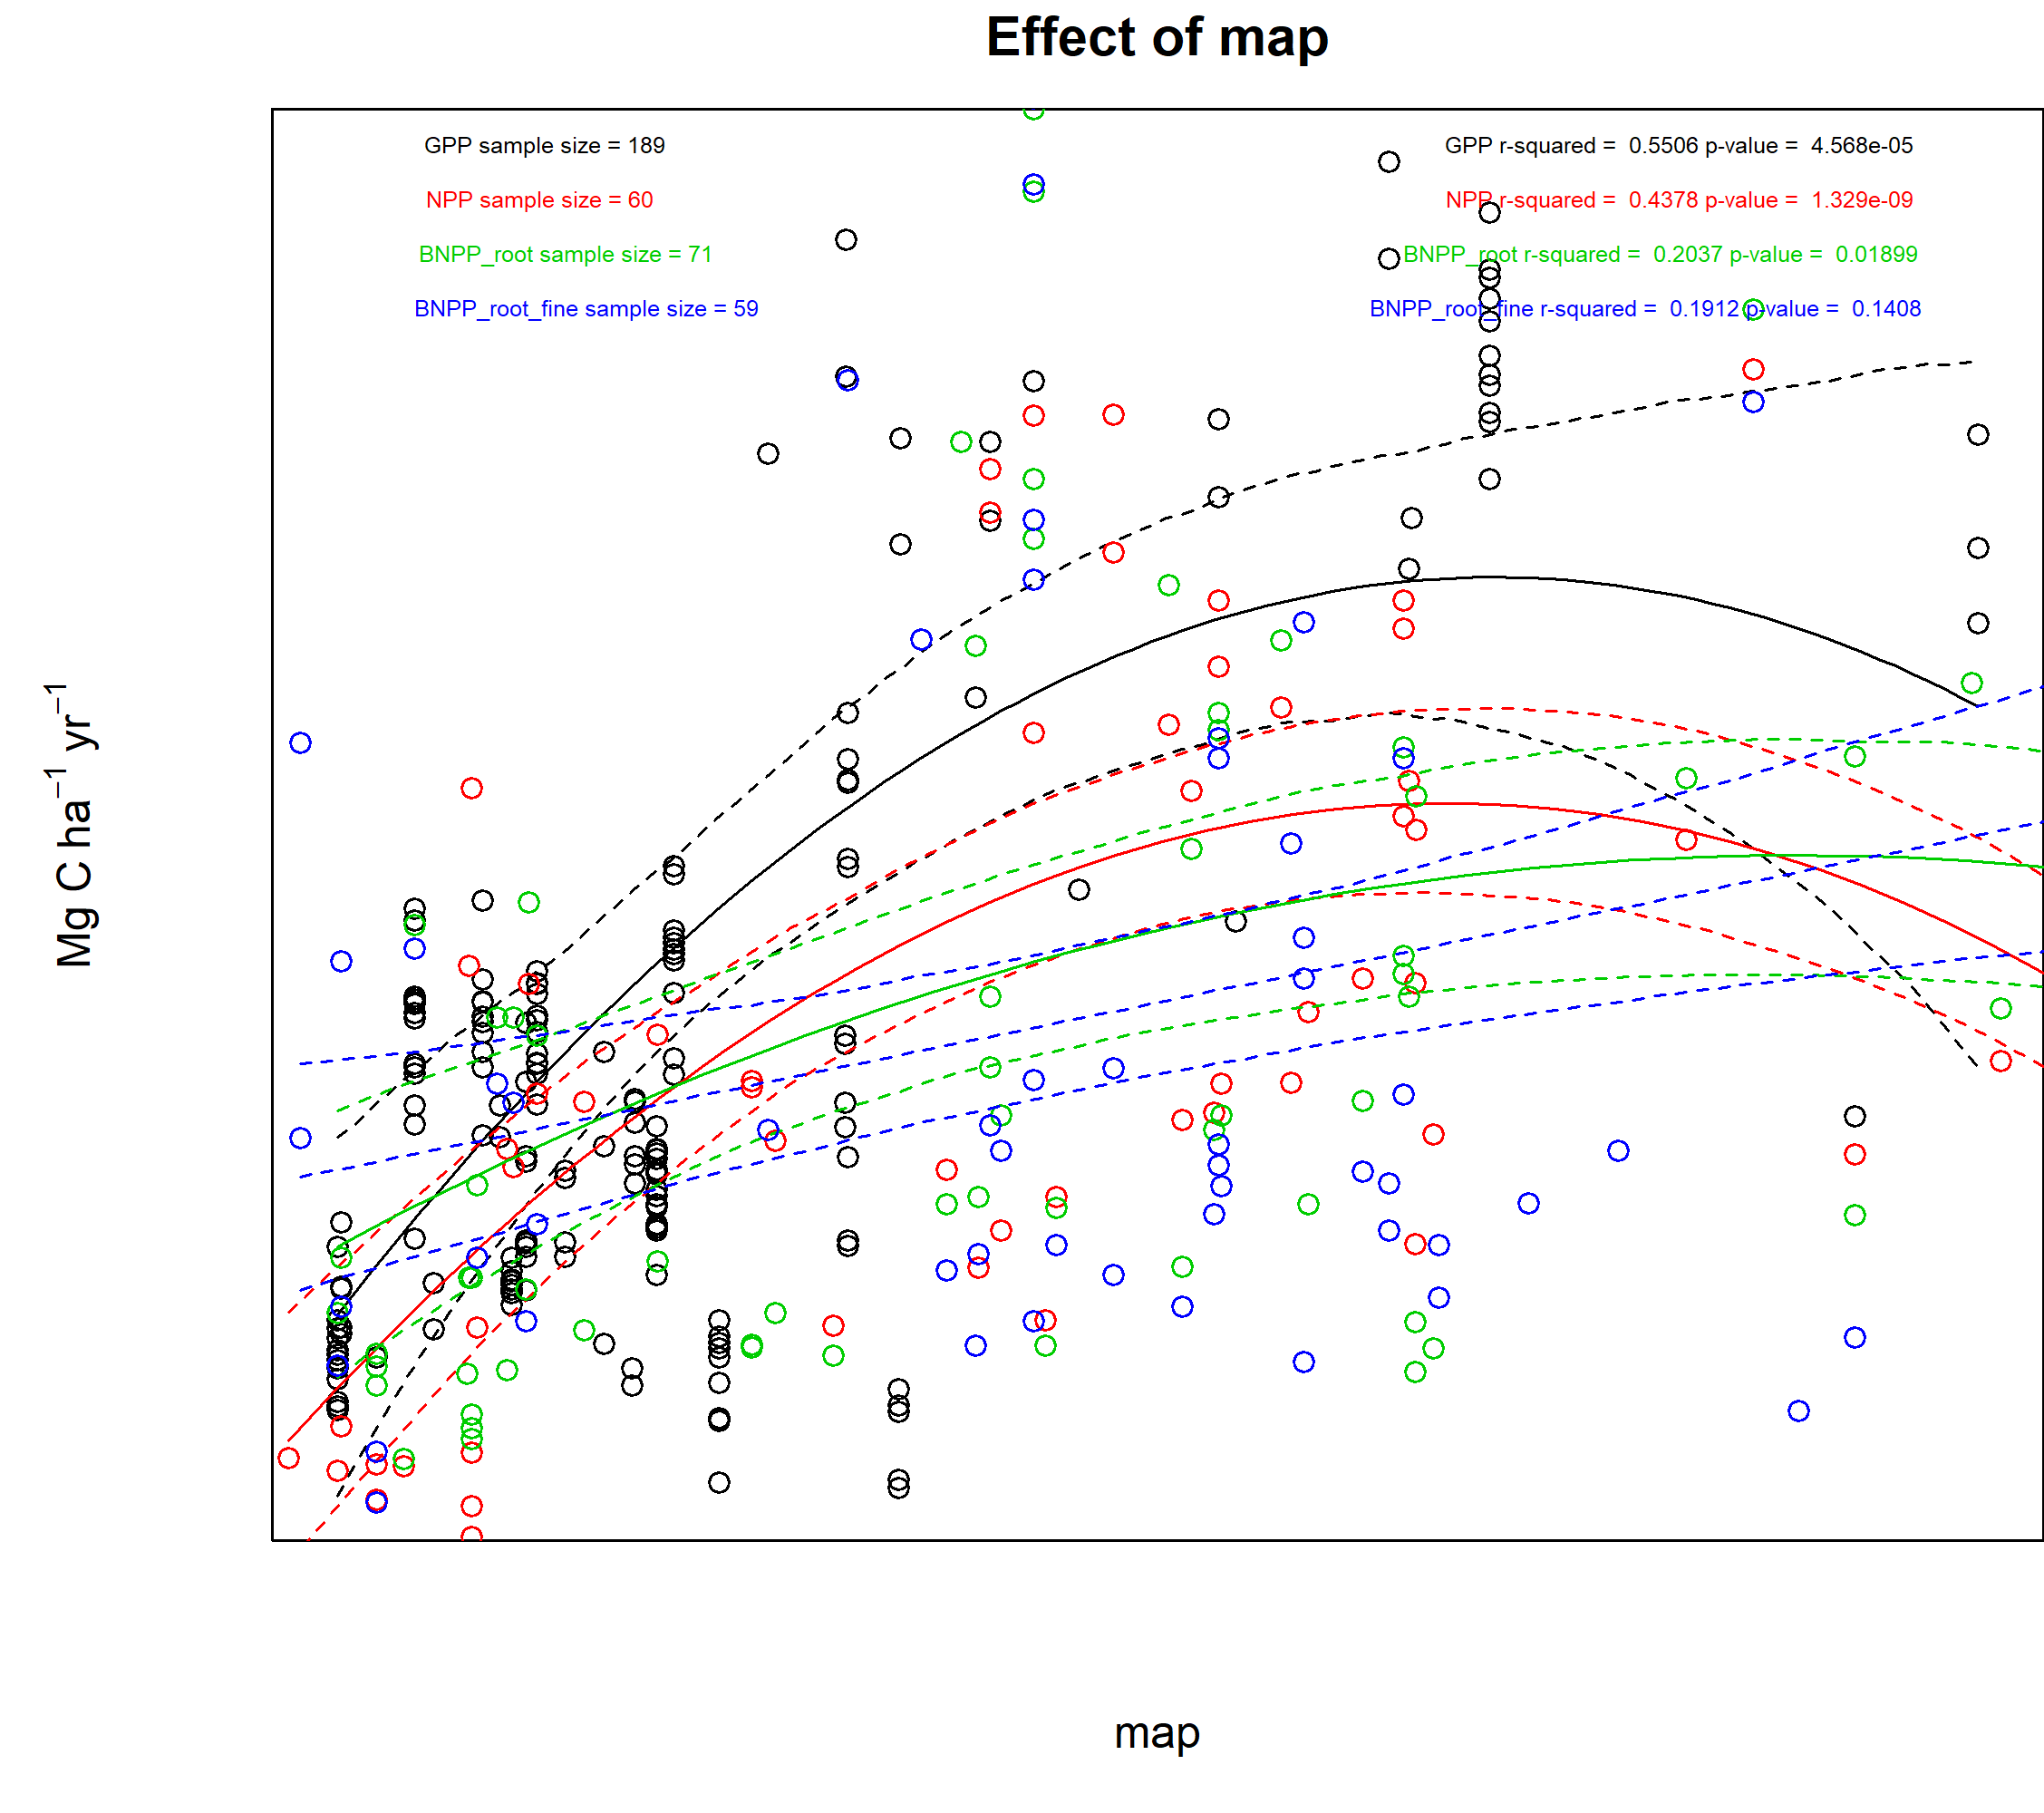 Effect of map
GPP sample size = 189
NPP sample size = 60
BNPP_root sample size = 71
BNPP_root_fine sample size = 59
GPP r-squared = 0.5506 p-value = 4.568e-05
NPP r-squared = 0.4378 p-value = 1.329e-09
BNPP_root r-squared = 0.2037 p-value = 0.01899
BNPP_root_fine r-squared = 0.1912 p-value = 0.1408
Mg C ha⁻¹ yr⁻¹
map